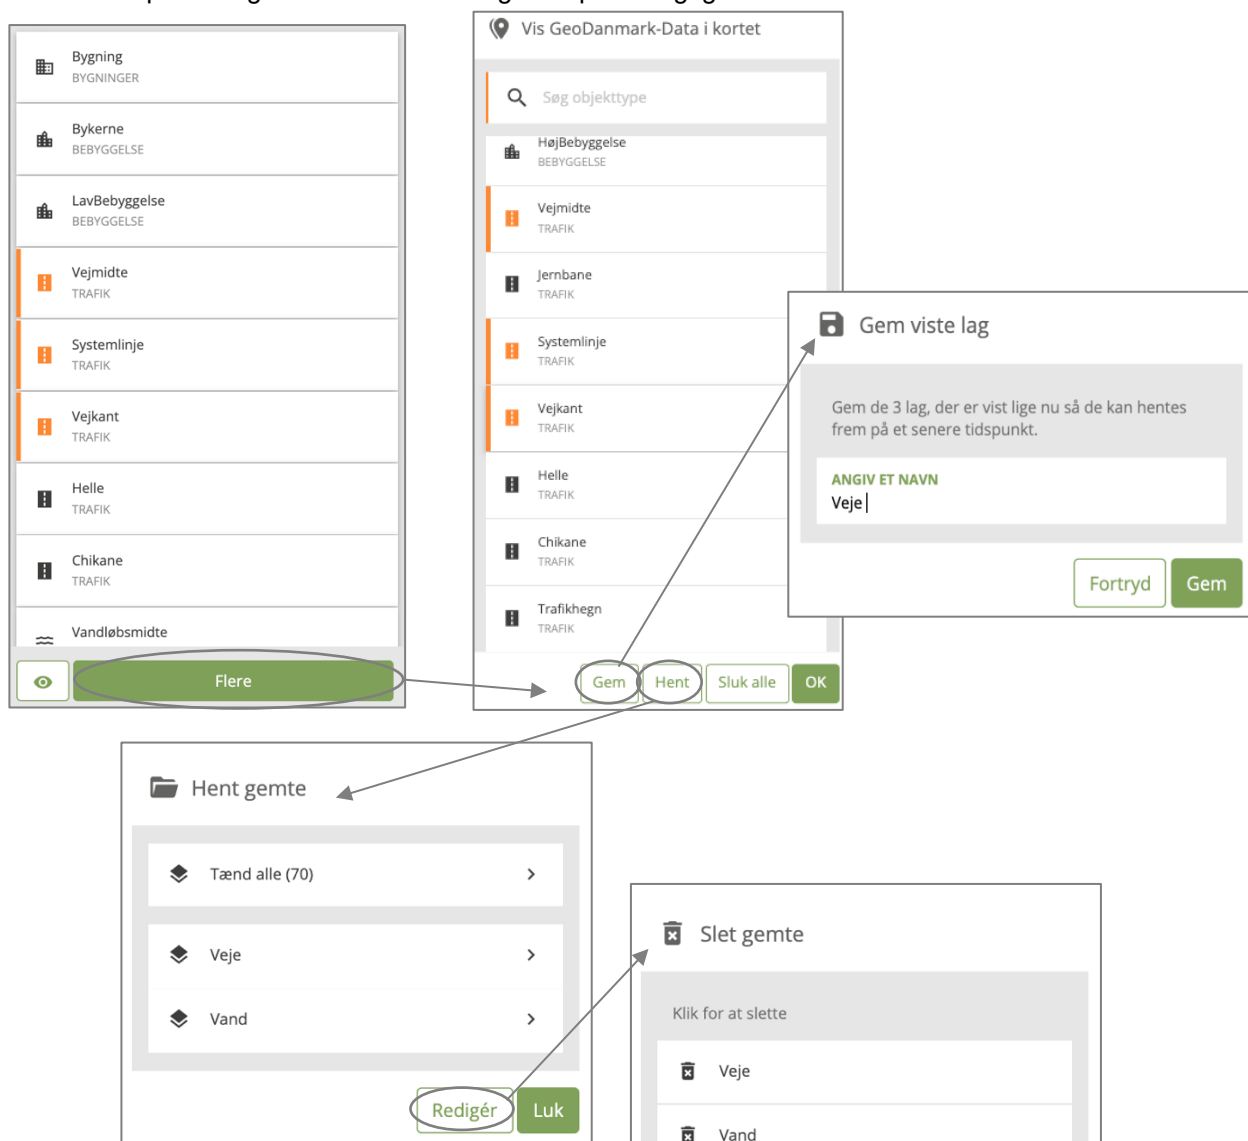 Bygning
BYGNINGER
Bykerne
BEBYGGELSE
LavBebyggelse
BEBYGGELSE
Vejmidte
TRAFIK
Systemlinje
TRAFIK
Vejkant
TRAFIK
Helle
TRAFIK
Chikane
TRAFIK
Vandløbsmidte
Flere
Vis GeoDanmark-Data i kortet
Søg objekttype
HøjBebyggelse
BEBYGGELSE
Vejmidte
TRAFIK
Jernbane
TRAFIK
Systemlinje
TRAFIK
Vejkant
TRAFIK
Helle
TRAFIK
Chikane
TRAFIK
Trafikhegn
TRAFIK
Gem Hent Sluk alle OK
Gem viste lag
Gem de 3 lag, der er vist lige nu så de kan hentes
frem på et senere tidspunkt.
ANGIV ET NAVN
Veje
Fortryd Gem
Hent gemte
Tænd alle (70)
Veje
Vand
Redigér Luk
Slet gemte
Klik for at slette
Veje
Vand